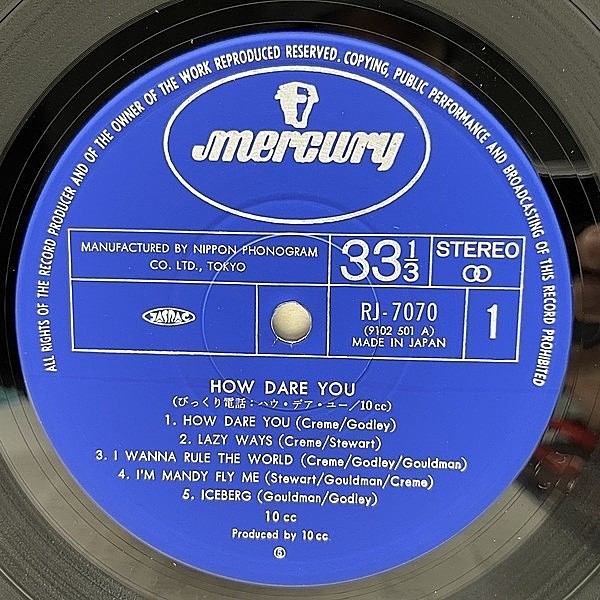 ALL RIGHTS OF THE RECORD PRODUCER AND OF THE OWNER OF THE WORK REPRODUCED RESERVED. COPYING, PUBLIC PERFORMANCE AND BROADCASTING OF THIS RECORD PROHIBITED
mercury
MANUFACTURED BY NIPPON PHONOGRAM
CO. LTD., TOKYO
33 1/3
STEREO
JASRAC
RJ-7070
(9102 501 A)
MADE IN JAPAN
1
HOW DARE YOU
(びっくり電話:ハウ・デア・ユー/10cc)
1. HOW DARE YOU (Creme/Godley)
2. LAZY WAYS (Creme/Stewart)
3. I WANNA RULE THE WORLD (Creme/Godley/Gouldman)
4. I'M MANDY FLY ME (Stewart/Gouldman/Creme)
5. ICEBERG (Gouldman/Godley)
10 cc
Produced by 10 cc